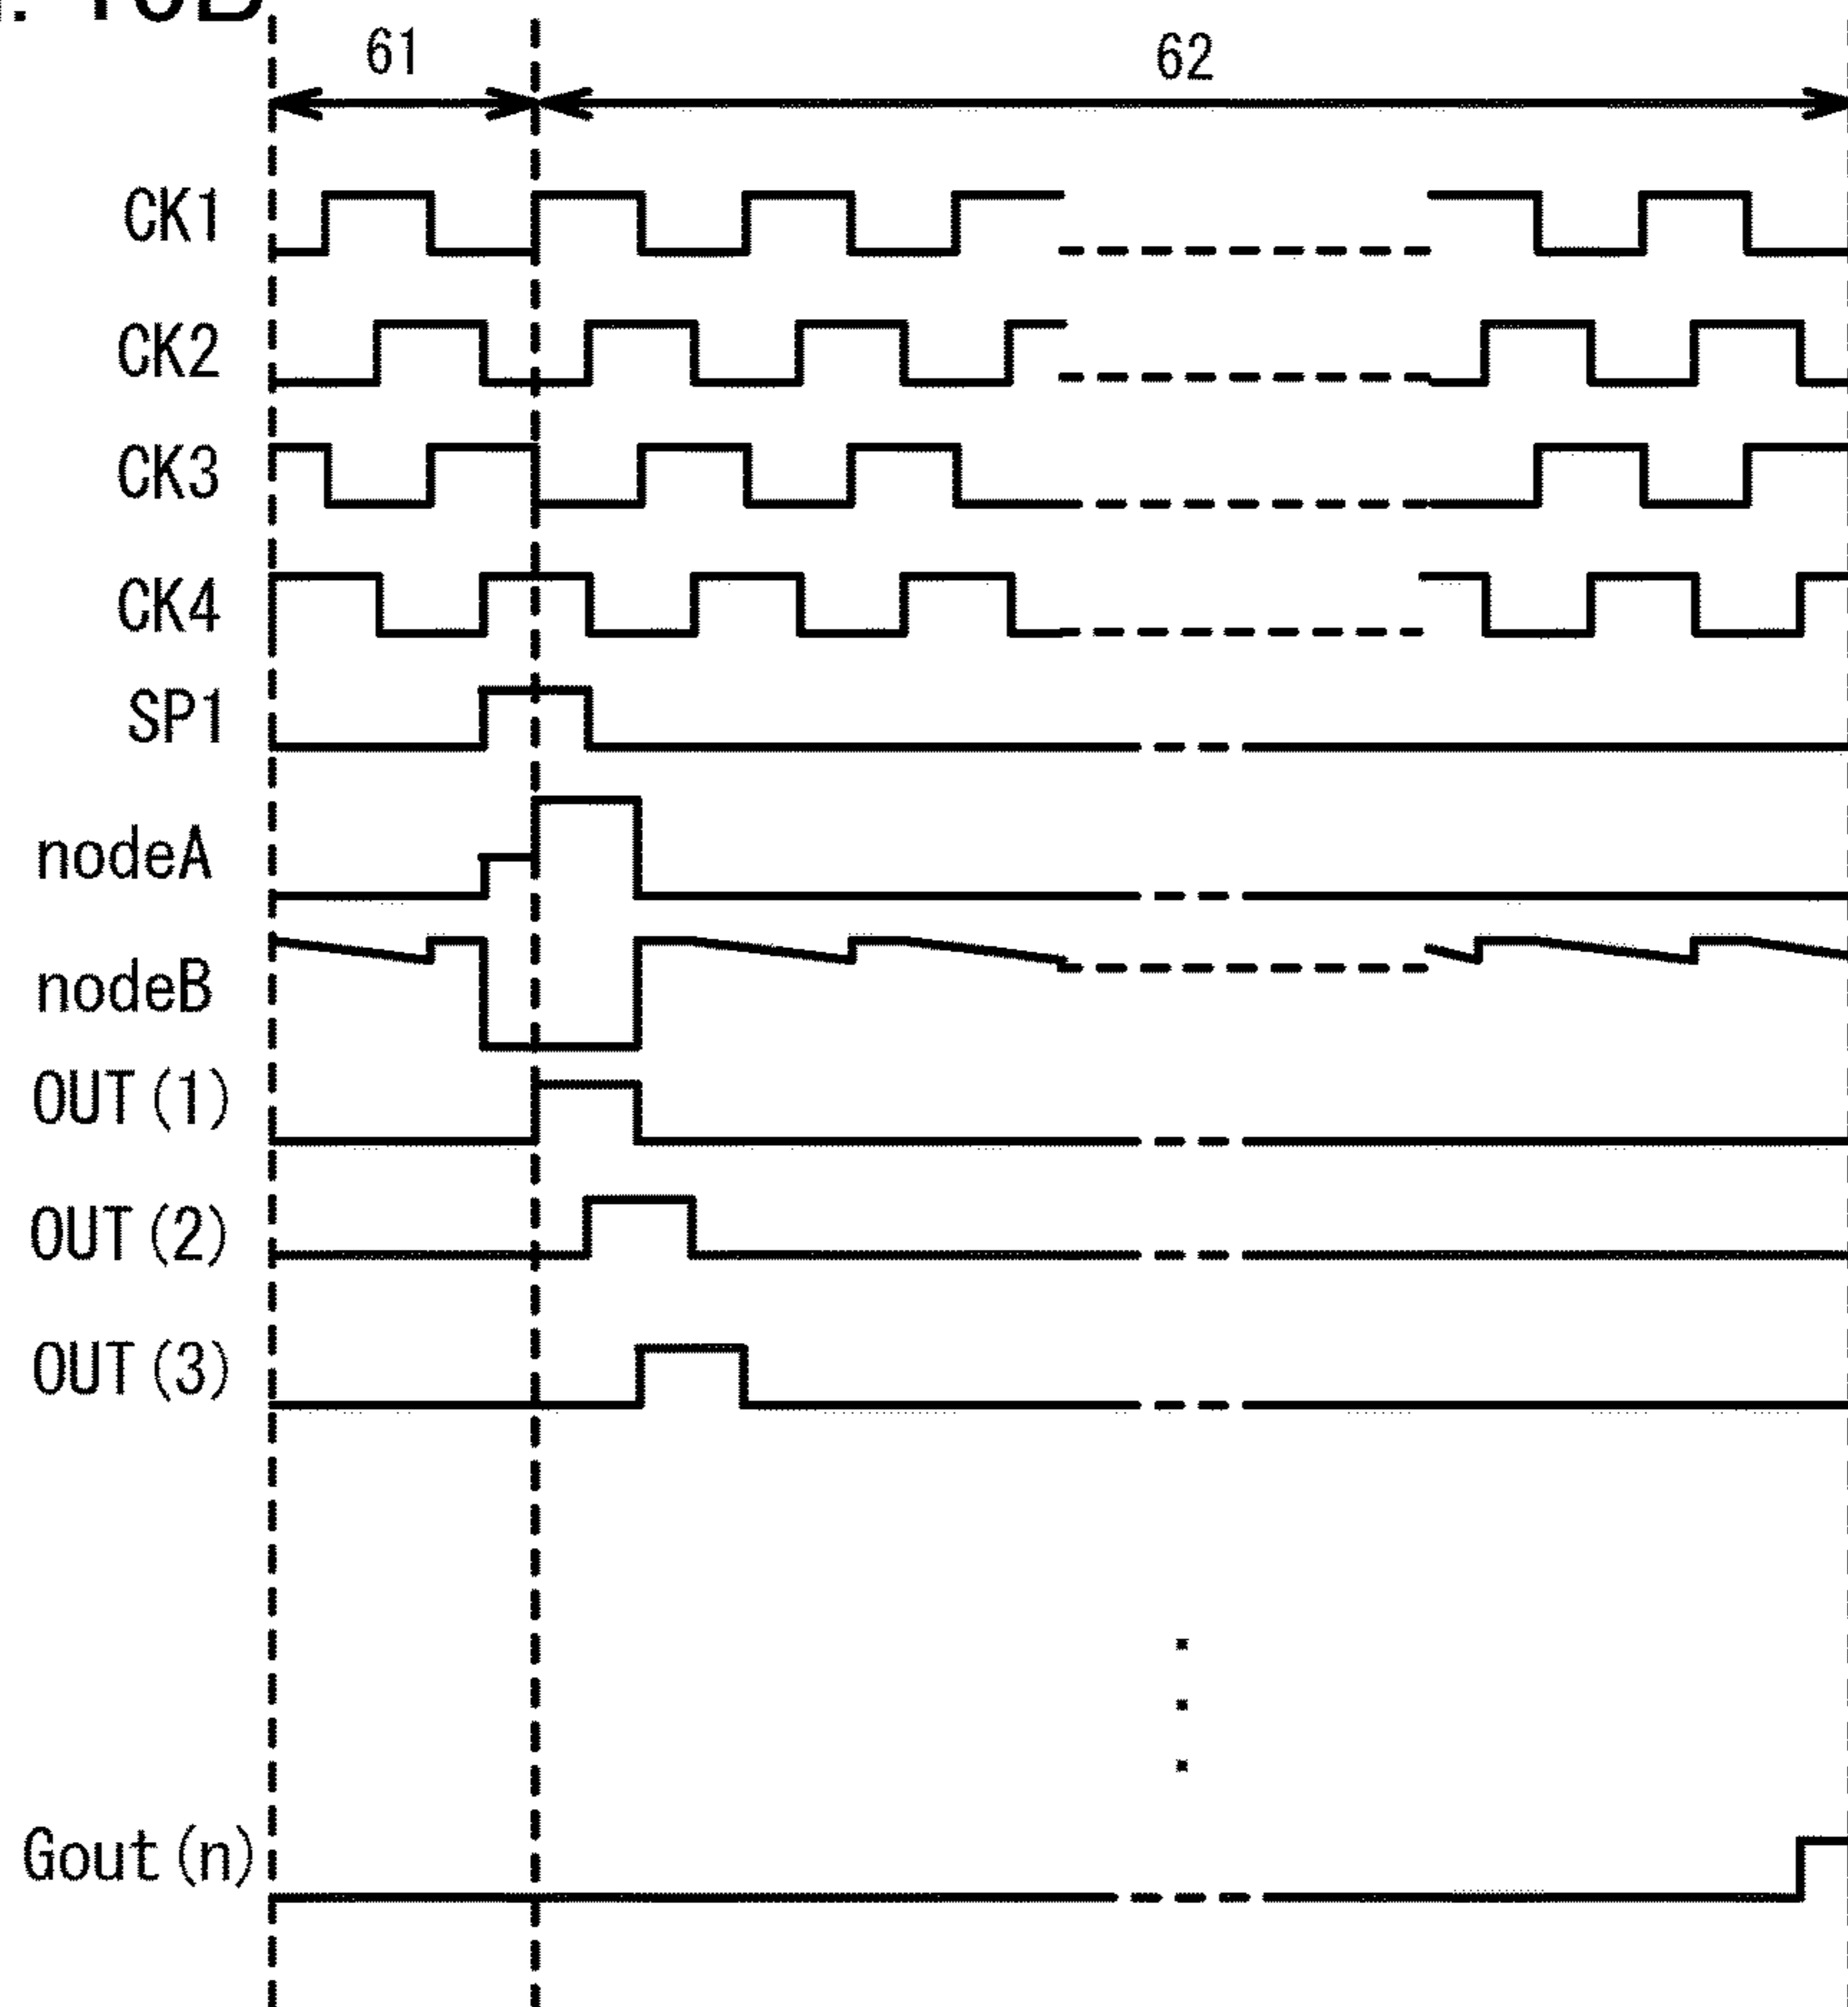 61 62
CK1
CK2
CK3
CK4
SP1
nodeA
nodeB
OUT(1)
OUT(2)
OUT(3)
Gout(n)